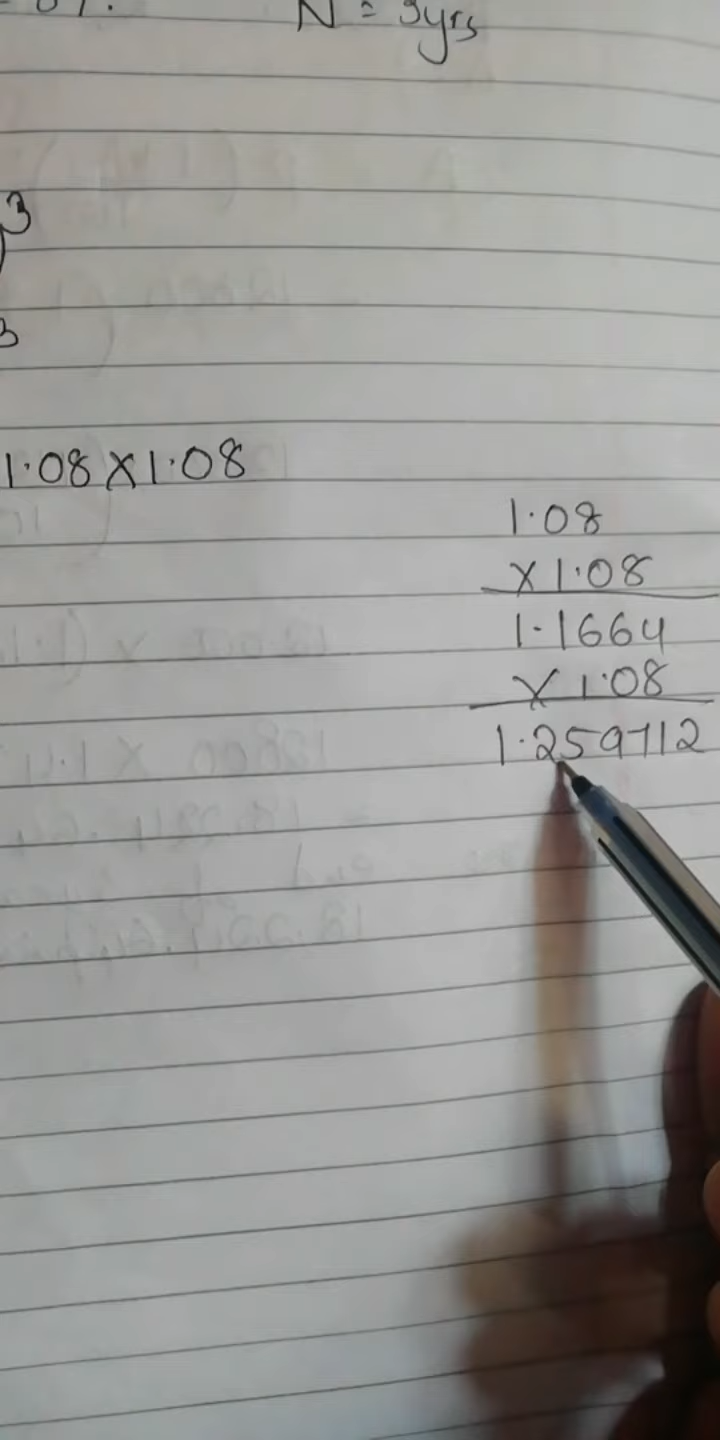 N = 3yrs
3
3
1.08 X 1.08
1.08
X 1.08
1.1664
X 1.08
1.259712